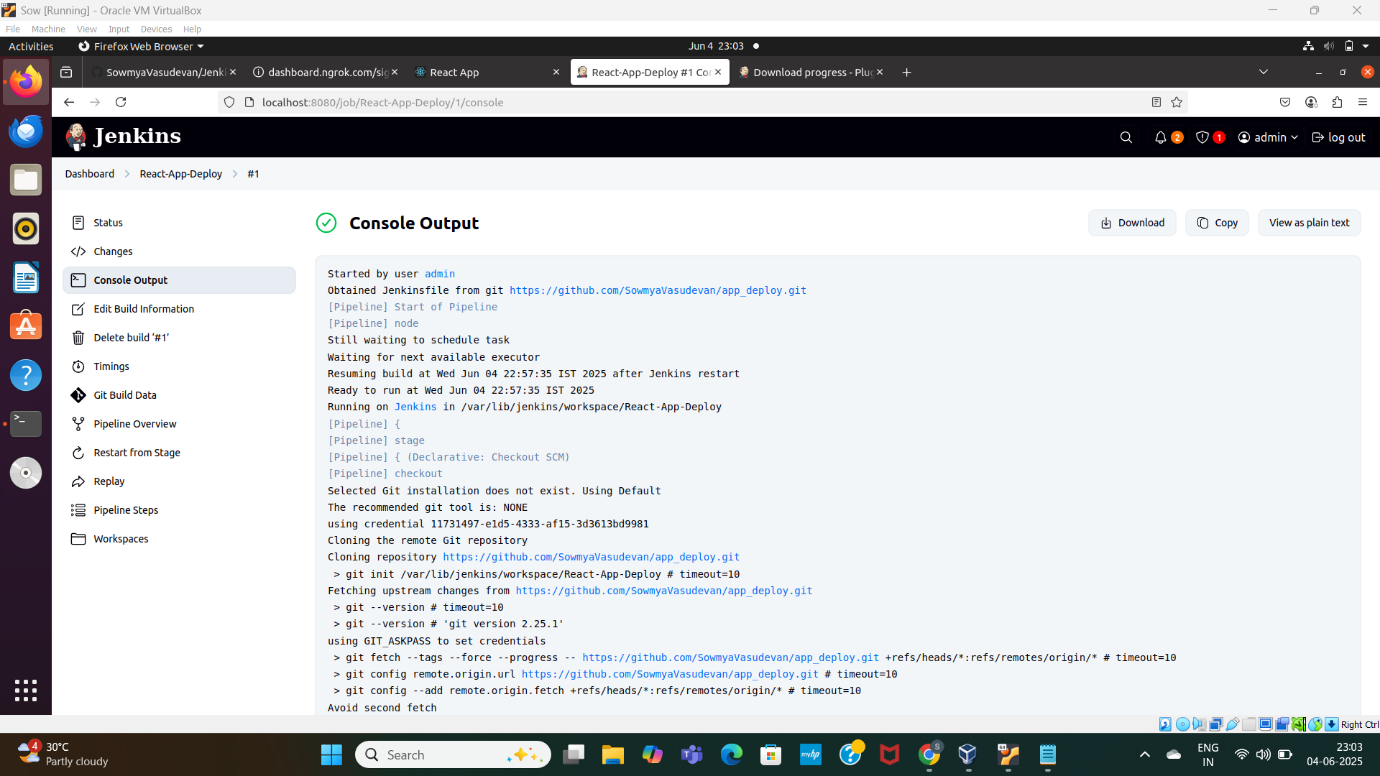 Sow [Running] - Oracle VM VirtualBox
File Machine View Input Devices Help
Activities Firefox Web Browser Jun 4 23:03
SowmyaVasudevan/Jenki dashboard.ngrok.com/sig React App React-App-Deploy #1 Con Download progress - Plug
localhost:8080/job/React-App-Deploy/1/console
Jenkins 2 1 admin log out
Dashboard React-App-Deploy #1
Status
Changes
Console Output
Edit Build Information
Delete build ‘#1’
Timings
Git Build Data
Pipeline Overview
Restart from Stage
Replay
Pipeline Steps
Workspaces
Console Output Download Copy View as plain text
Started by user admin
Obtained Jenkinsfile from git https://github.com/SowmyaVasudevan/app_deploy.git
[Pipeline] Start of Pipeline
[Pipeline] node
Still waiting to schedule task
Waiting for next available executor
Resuming build at Wed Jun 04 22:57:35 IST 2025 after Jenkins restart
Ready to run at Wed Jun 04 22:57:35 IST 2025
Running on Jenkins in /var/lib/jenkins/workspace/React-App-Deploy
[Pipeline] {
[Pipeline] stage
[Pipeline] { (Declarative: Checkout SCM)
[Pipeline] checkout
Selected Git installation does not exist. Using Default
The recommended git tool is: NONE
using credential 11731497-e1d5-4333-af15-3d3613bd9981
Cloning the remote Git repository
Cloning repository https://github.com/SowmyaVasudevan/app_deploy.git
> git init /var/lib/jenkins/workspace/React-App-Deploy # timeout=10
Fetching upstream changes from https://github.com/SowmyaVasudevan/app_deploy.git
> git --version # timeout=10
> git --version # 'git version 2.25.1'
using GIT_ASKPASS to set credentials
> git fetch --tags --force --progress -- https://github.com/SowmyaVasudevan/app_deploy.git +refs/heads/*:refs/remotes/origin/* # timeout=10
> git config remote.origin.url https://github.com/SowmyaVasudevan/app_deploy.git # timeout=10
> git config --add remote.origin.fetch +refs/heads/*:refs/remotes/origin/* # timeout=10
Avoid second fetch
Right Ctrl
4 30°C
Partly cloudy
Search
myhp
S
ENG
IN
23:03
04-06-2025